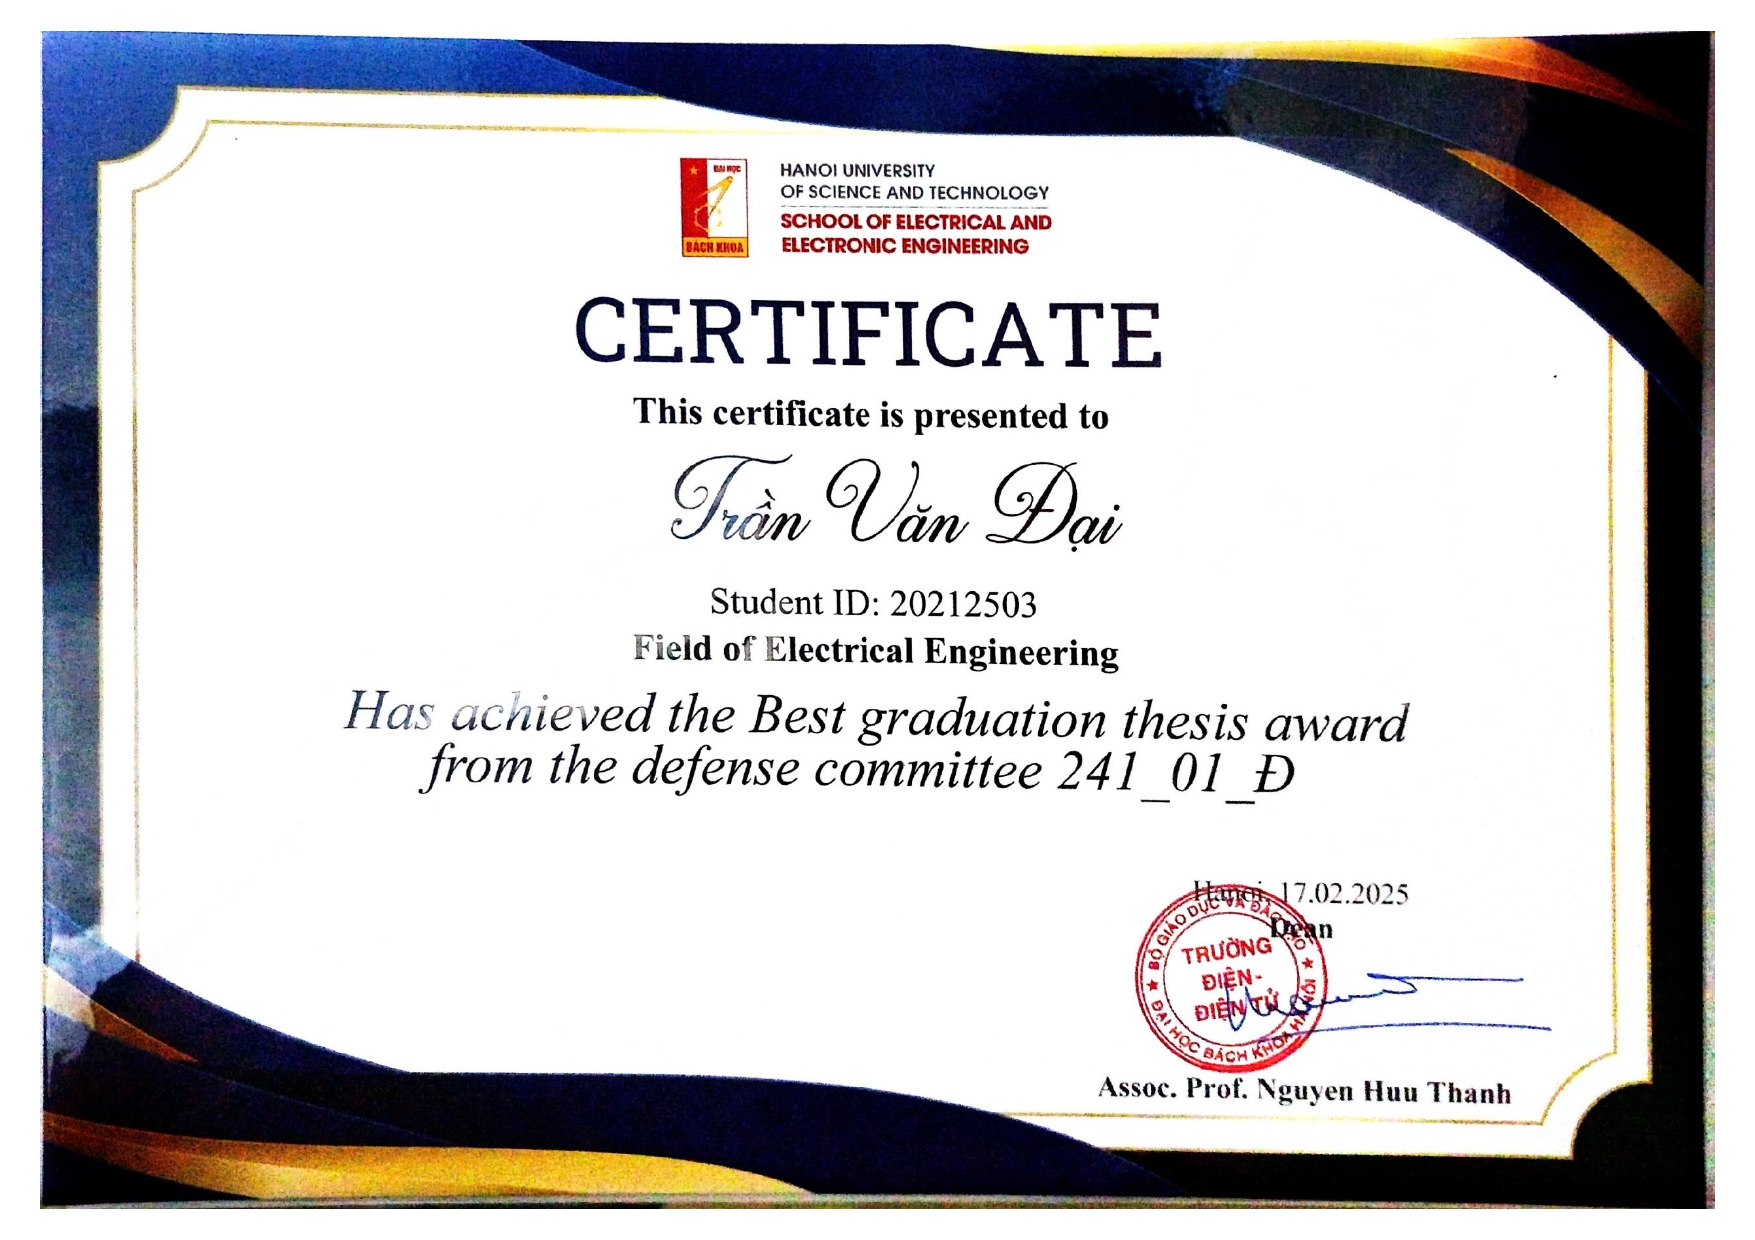 ĐẠI HỌC
BÁCH KHOA
HANOI UNIVERSITY
OF SCIENCE AND TECHNOLOGY
SCHOOL OF ELECTRICAL AND
ELECTRONIC ENGINEERING
CERTIFICATE
This certificate is presented to
Trần Văn Đại
Student ID: 20212503
Field of Electrical Engineering
Has achieved the Best graduation thesis award
from the defense committee 241_01_Đ
Hanoi, 17.02.2025
Dean
BỘ GIÁO DỤC VÀ ĐÀO TẠO
TRƯỜNG
ĐIỆN-
ĐIỆN TỬ
ĐẠI HỌC BÁCH KHOA HÀ NỘI
Assoc. Prof. Nguyen Huu Thanh